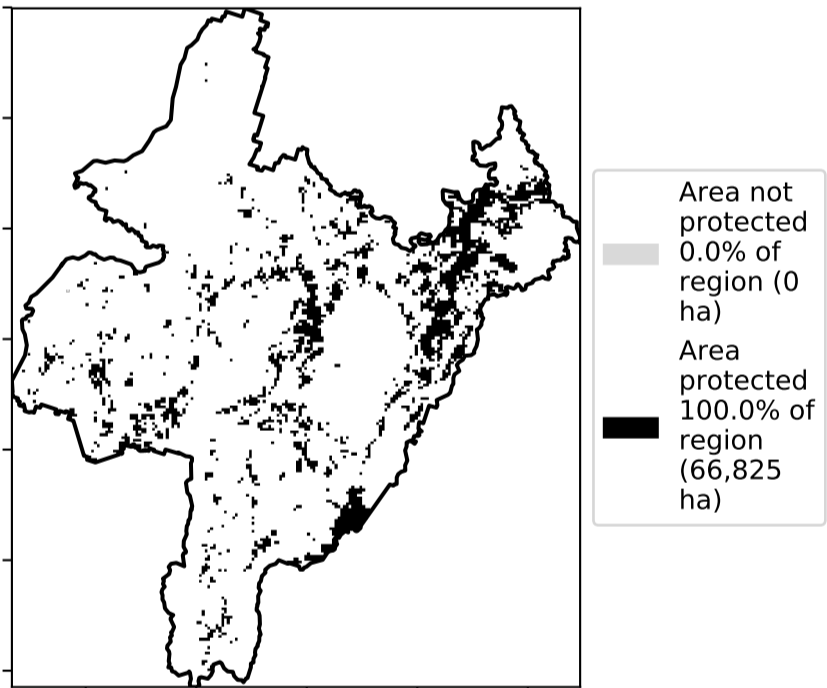 Area not
protected
0.0% of
region (0
ha)
Area
protected
100.0% of
region
(66,825
ha)